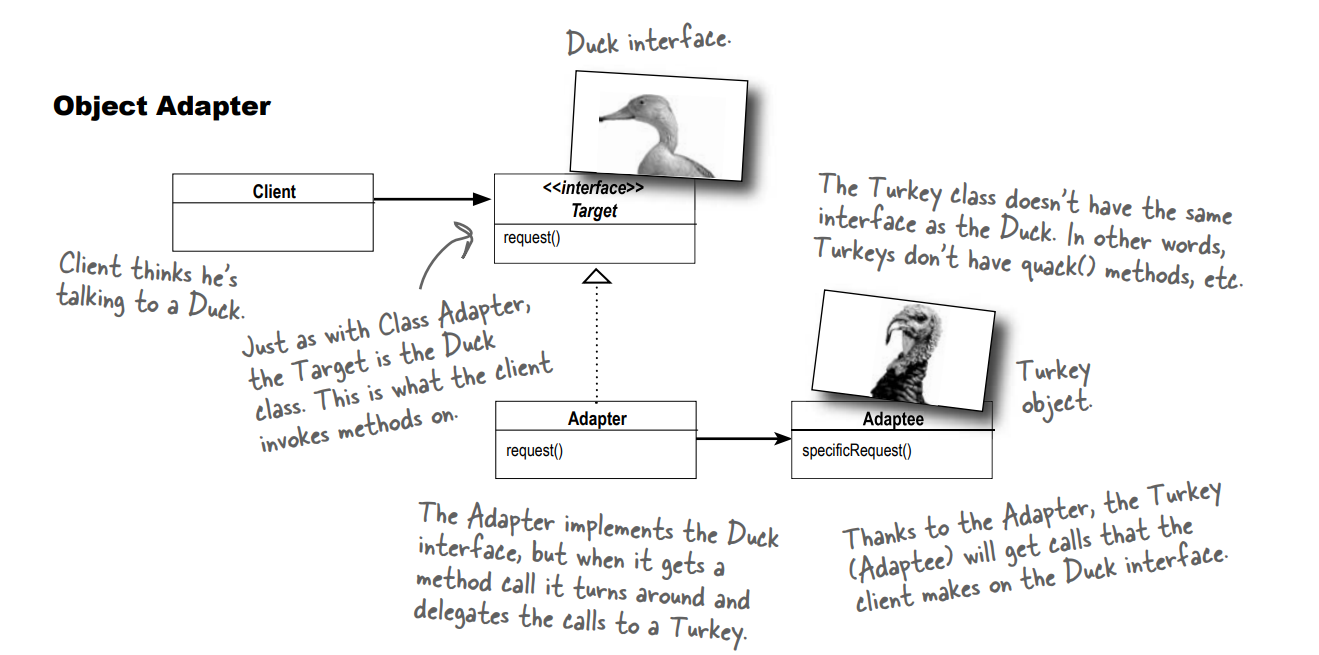 Duck interface.
Object Adapter
Client
<<interface>>
Target
request()
The Turkey class doesn't have the same
interface as the Duck. In other words,
Turkeys don't have quack() methods, etc.
Client thinks he's
talking to a Duck.
Just as with Class Adapter,
the Target is the Duck
class. This is what the client
invokes methods on.
Turkey
object.
Adapter
request()
Adaptee
specificRequest()
The Adapter implements the Duck
interface, but when it gets a
method call it turns around and
delegates the calls to a Turkey.
Thanks to the Adapter, the Turkey
(Adaptee) will get calls that the
client makes on the Duck interface.